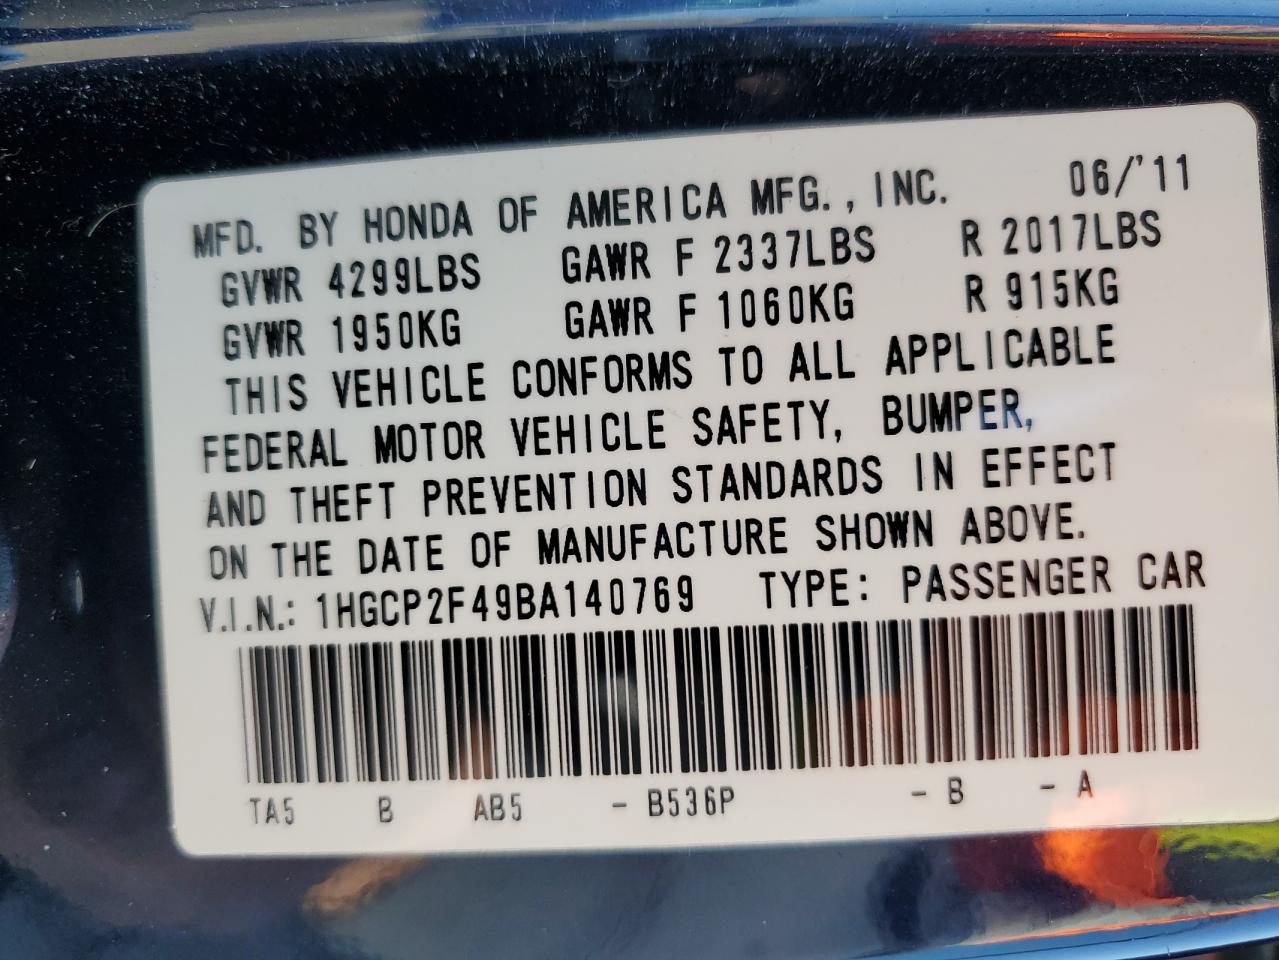 MFD. BY HONDA OF AMERICA MFG., INC. 06/'11
GVWR 4299LBS GAWR F 2337LBS R 2017LBS
GVWR 1950KG GAWR F 1060KG R 915KG
THIS VEHICLE CONFORMS TO ALL APPLICABLE
FEDERAL MOTOR VEHICLE SAFETY, BUMPER,
AND THEFT PREVENTION STANDARDS IN EFFECT
ON THE DATE OF MANUFACTURE SHOWN ABOVE.
V.I.N.: 1HGCP2F49BA140769 TYPE: PASSENGER CAR
TA5 B AB5 - B536P - B - A